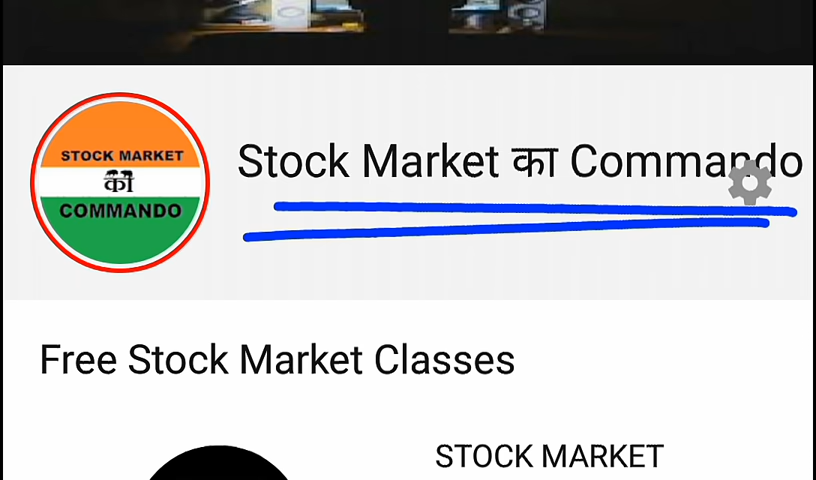 STOCK MARKET
का
COMMANDO
Stock Market का Commando
Free Stock Market Classes
STOCK MARKET